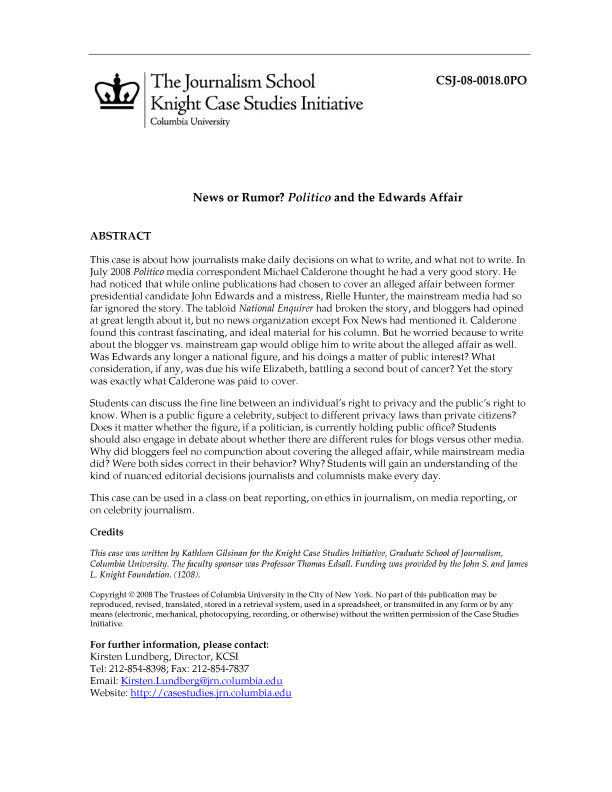 The Journalism School
Knight Case Studies Initiative
Columbia University
CSJ-08-0018.0PO
News or Rumor? Politico and the Edwards Affair
ABSTRACT
This case is about how journalists make daily decisions on what to write, and what not to write. In
July 2008 Politico media correspondent Michael Calderone thought he had a very good story. He
had noticed that while online publications had chosen to cover an alleged affair between former
presidential candidate John Edwards and a mistress, Rielle Hunter, the mainstream media had so
far ignored the story. The tabloid National Enquirer had broken the story, and bloggers had opined
at great length about it, but no news organization except Fox News had mentioned it. Calderone
found this contrast fascinating, and ideal material for his column. But he worried because to write
about the blogger vs. mainstream gap would oblige him to write about the alleged affair as well.
Was Edwards any longer a national figure, and his doings a matter of public interest? What
consideration, if any, was due his wife Elizabeth, battling a second bout of cancer? Yet the story
was exactly what Calderone was paid to cover.
Students can discuss the fine line between an individual's right to privacy and the public's right to
know. When is a public figure a celebrity, subject to different privacy laws than private citizens?
Does it matter whether the figure, if a politician, is currently holding public office? Students
should also engage in debate about whether there are different rules for blogs versus other media.
Why did bloggers feel no compunction about covering the alleged affair, while mainstream media
did? Were both sides correct in their behavior? Why? Students will gain an understanding of the
kind of nuanced editorial decisions journalists and columnists make every day.
This case can be used in a class on beat reporting, on ethics in journalism, on media reporting, or
on celebrity journalism.
Credits
This case was written by Kathleen Gilsinan for the Knight Case Studies Initiative, Graduate School of Journalism,
Columbia University. The faculty sponsor was Professor Thomas Edsall. Funding was provided by the John S. and James
L. Knight Foundation. (1208).
Copyright © 2008 The Trustees of Columbia University in the City of New York. No part of this publication may be
reproduced, revised, translated, stored in a retrieval system, used in a spreadsheet, or transmitted in any form or by any
means (electronic, mechanical, photocopying, recording, or otherwise) without the written permission of the Case Studies
Initiative.
For further information, please contact:
Kirsten Lundberg, Director, KCSI
Tel: 212-854-8398; Fax: 212-854-7837
Email: Kirsten.Lundberg@jrn.columbia.edu
Website: http://casestudies.jrn.columbia.edu